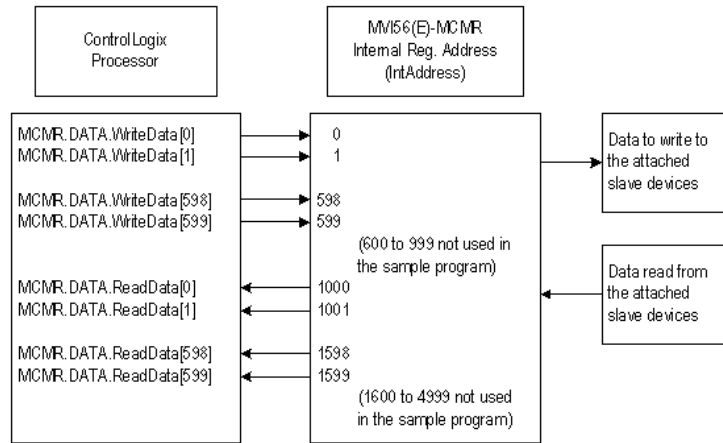 ControlLogix
Processor
MVI56(E)-MCMR
Internal Reg. Address
(IntAddress)
MCMR.DATA.WriteData[0]
0
MCMR.DATA.WriteData[1]
1
MCMR.DATA.WriteData[598]
598
MCMR.DATA.WriteData[599]
599
(600 to 999 not used in
the sample program)
MCMR.DATA.ReadData[0]
1000
MCMR.DATA.ReadData[1]
1001
MCMR.DATA.ReadData[598]
1598
MCMR.DATA.ReadData[599]
1599
(1600 to 4999 not used
in the sample program)
Data to write to
the attached
slave devices
Data read from
the attached
slave devices